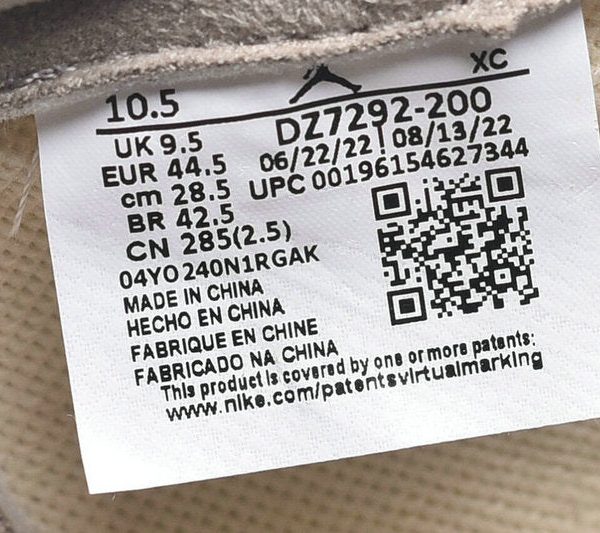 10.5
XC
UK 9.5
DZ7292-200
EUR 44.5
06/22/22 08/13/22
cm 28.5
UPC 00196154627344
BR 42.5
CN 285(2.5)
04YO240N1RGAK
MADE IN CHINA
HECHO EN CHINA
FABRIQUE EN CHINE
FABRICADO NA CHINA
This product is covered by one or more patents:
www.nike.com/patentsvirtualmarking